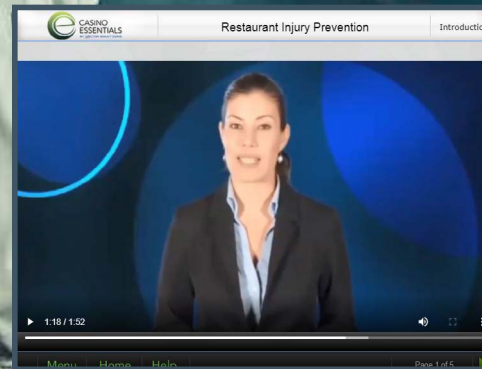 CASINO
ESSENTIALS
Restaurant Injury Prevention
Introductio
1:18 / 1:52
Menu Home Help
Page 1 of 5